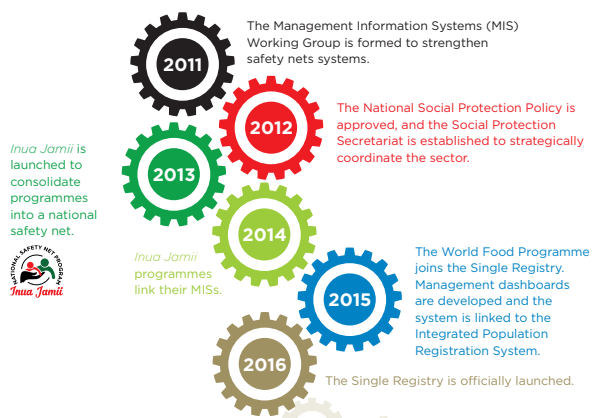 The Management Information Systems (MIS)
Working Group is formed to strengthen
safety nets systems.
2011
The National Social Protection Policy is
approved, and the Social Protection
Secretariat is established to strategically
coordinate the sector.
2012
Inua Jamii is
launched to
consolidate
programmes
into a national
safety net.
2013
NATIONAL SAFETY NET PROGRAM
Inua Jamii
2014
Inua Jamii
programmes
link their MISs.
The World Food Programme
joins the Single Registry.
Management dashboards
are developed and the
system is linked to the
Integrated Population
Registration System.
2015
2016
The Single Registry is officially launched.